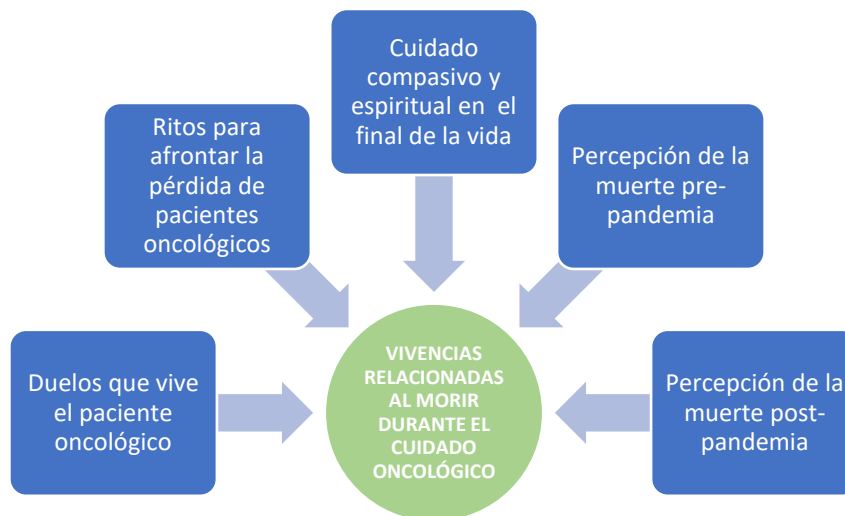 Cuidado
compasivo y
espiritual en el
final de la vida
Ritos para
afrontar la
pérdida de
pacientes
oncológicos
Percepción de la
muerte pre-
pandemia
Duelos que vive
el paciente
oncológico
VIVENCIAS
RELACIONADAS
AL MORIR
DURANTE EL
CUIDADO
ONCOLÓGICO
Percepción de la
muerte post-
pandemia